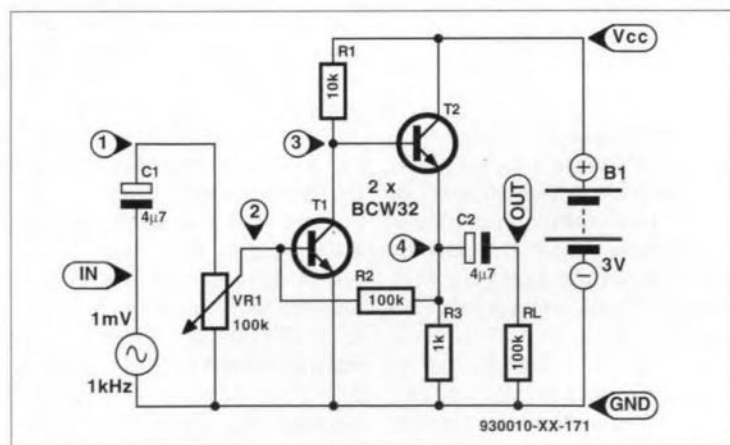 R1
10k
Vcc
T2
1
3
C1
4µ7
2 x
BCW32
B1
T1
2
C2
OUT
4
IN
4µ7
3V
R2
100k
VR1
100k
R3
1k
RL
100k
1mV
1kHz
GND
930010-XX-171